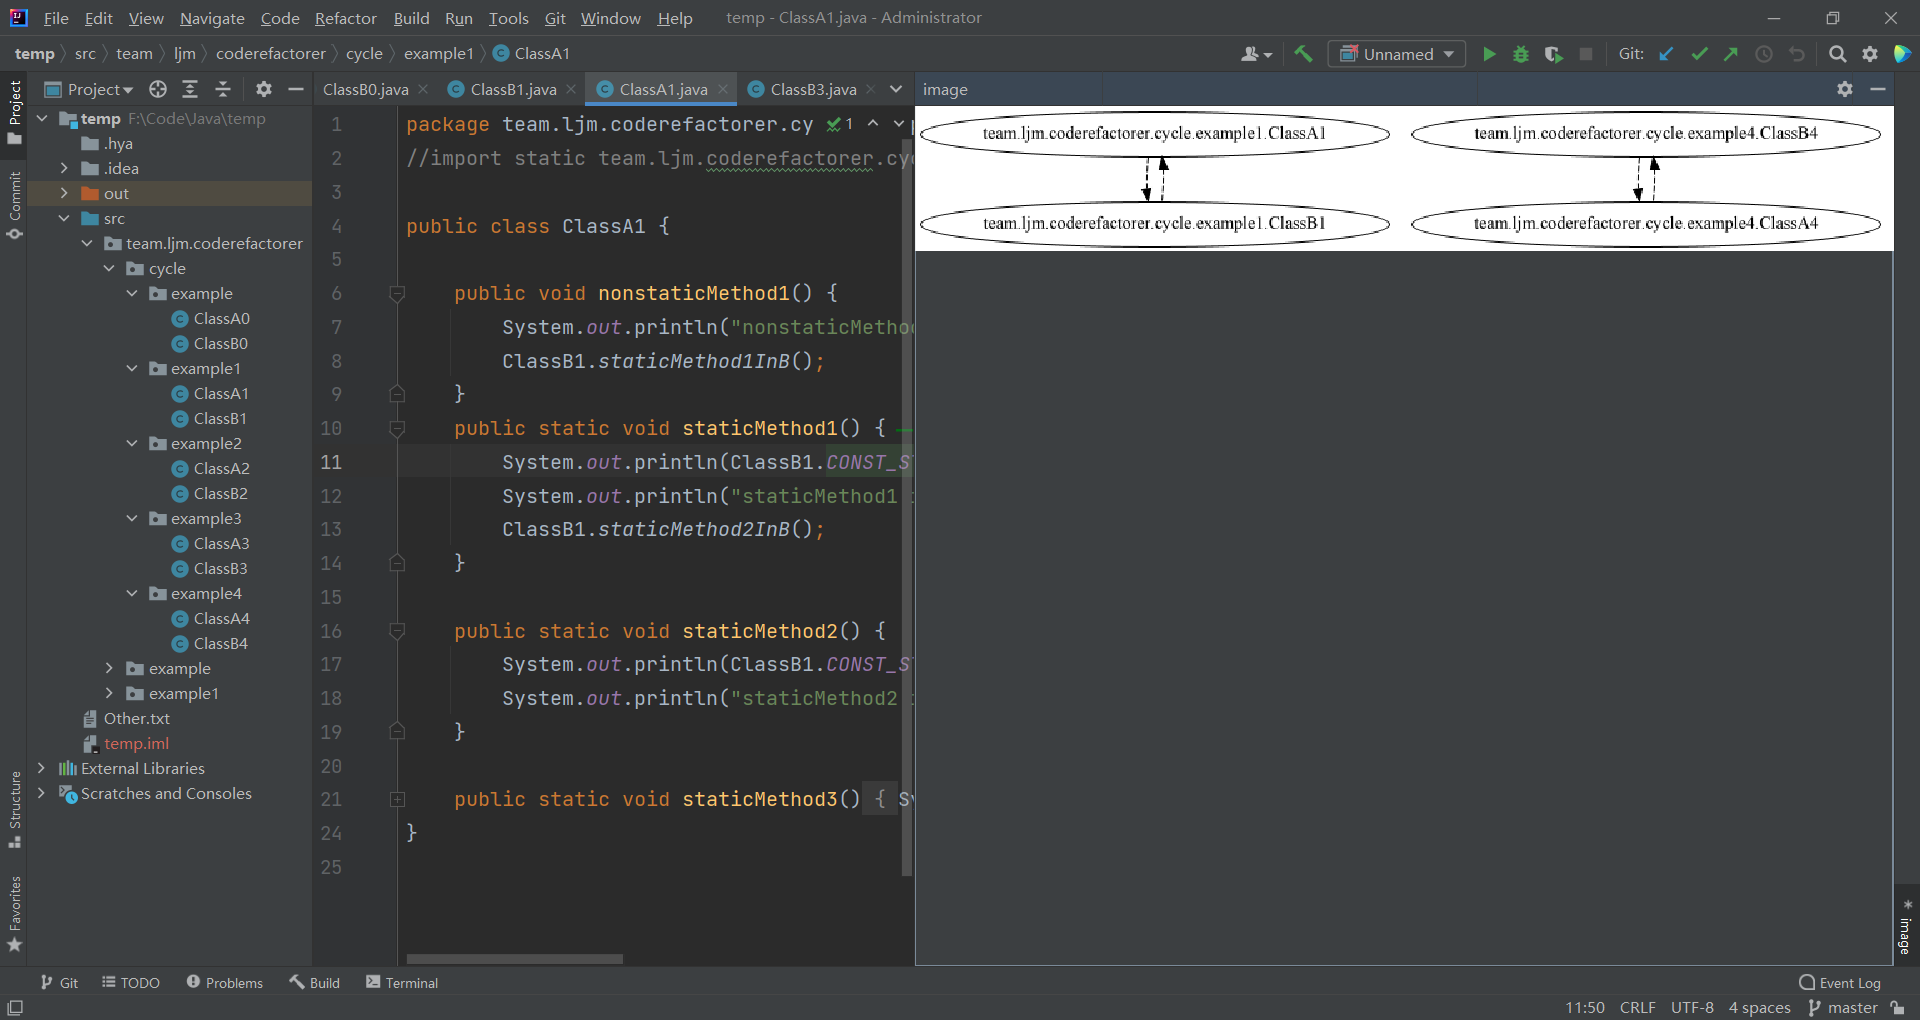 File Edit View Navigate Code Refactor Build Run Tools Git Window Help temp - ClassA1.java - Administrator
temp src team ljm coderefactorer cycle example1 ClassA1
Unnamed Git:
Project
Commit
Structure
Favorites
Project
temp F:\Code\Java\temp
.hya
.idea
out
src
team.ljm.coderefactorer
cycle
example
ClassA0
ClassB0
example1
ClassA1
ClassB1
example2
ClassA2
ClassB2
example3
ClassA3
ClassB3
example4
ClassA4
ClassB4
example
example1
Other.txt
temp.iml
External Libraries
Scratches and Consoles
ClassB0.java ClassB1.java ClassA1.java ClassB3.java
1 package team.ljm.coderefactorer.cy 1
2 //import static team.ljm.coderefactorer.cyc
3
4 public class ClassA1 {
5
6 public void nonstaticMethod1() {
7 System.out.println("nonstaticMetho
8 ClassB1.staticMethod1InB();
9 }
10 public static void staticMethod1() {
11 System.out.println(ClassB1.CONST_S
12 System.out.println("staticMethod1
13 ClassB1.staticMethod2InB();
14 }
15
16 public static void staticMethod2() {
17 System.out.println(ClassB1.CONST_S
18 System.out.println("staticMethod2
19 }
20
21 public static void staticMethod3() { Sy
24 }
25
image
team.ljm.coderefactorer.cycle.example1.ClassA1 team.ljm.coderefactorer.cycle.example4.ClassB4
team.ljm.coderefactorer.cycle.example1.ClassB1 team.ljm.coderefactorer.cycle.example4.ClassA4
image
Git TODO Problems Build Terminal Event Log
11:50 CRLF UTF-8 4 spaces master